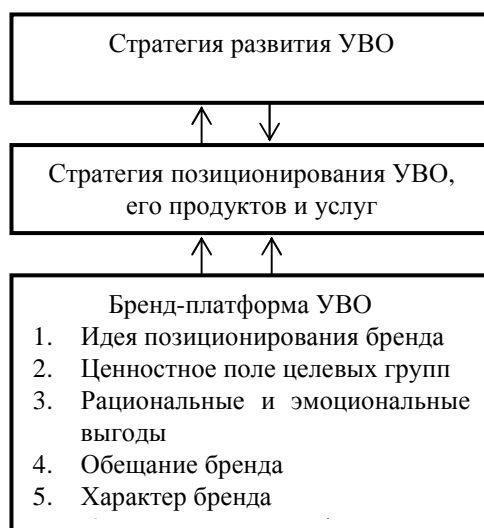 Стратегия развития УВО
Стратегия позиционирования УВО,
его продуктов и услуг
Бренд-платформа УВО
1. Идея позиционирования бренда
2. Ценностное поле целевых групп
3. Рациональные и эмоциональные
выгоды
4. Обещание бренда
5. Характер бренда